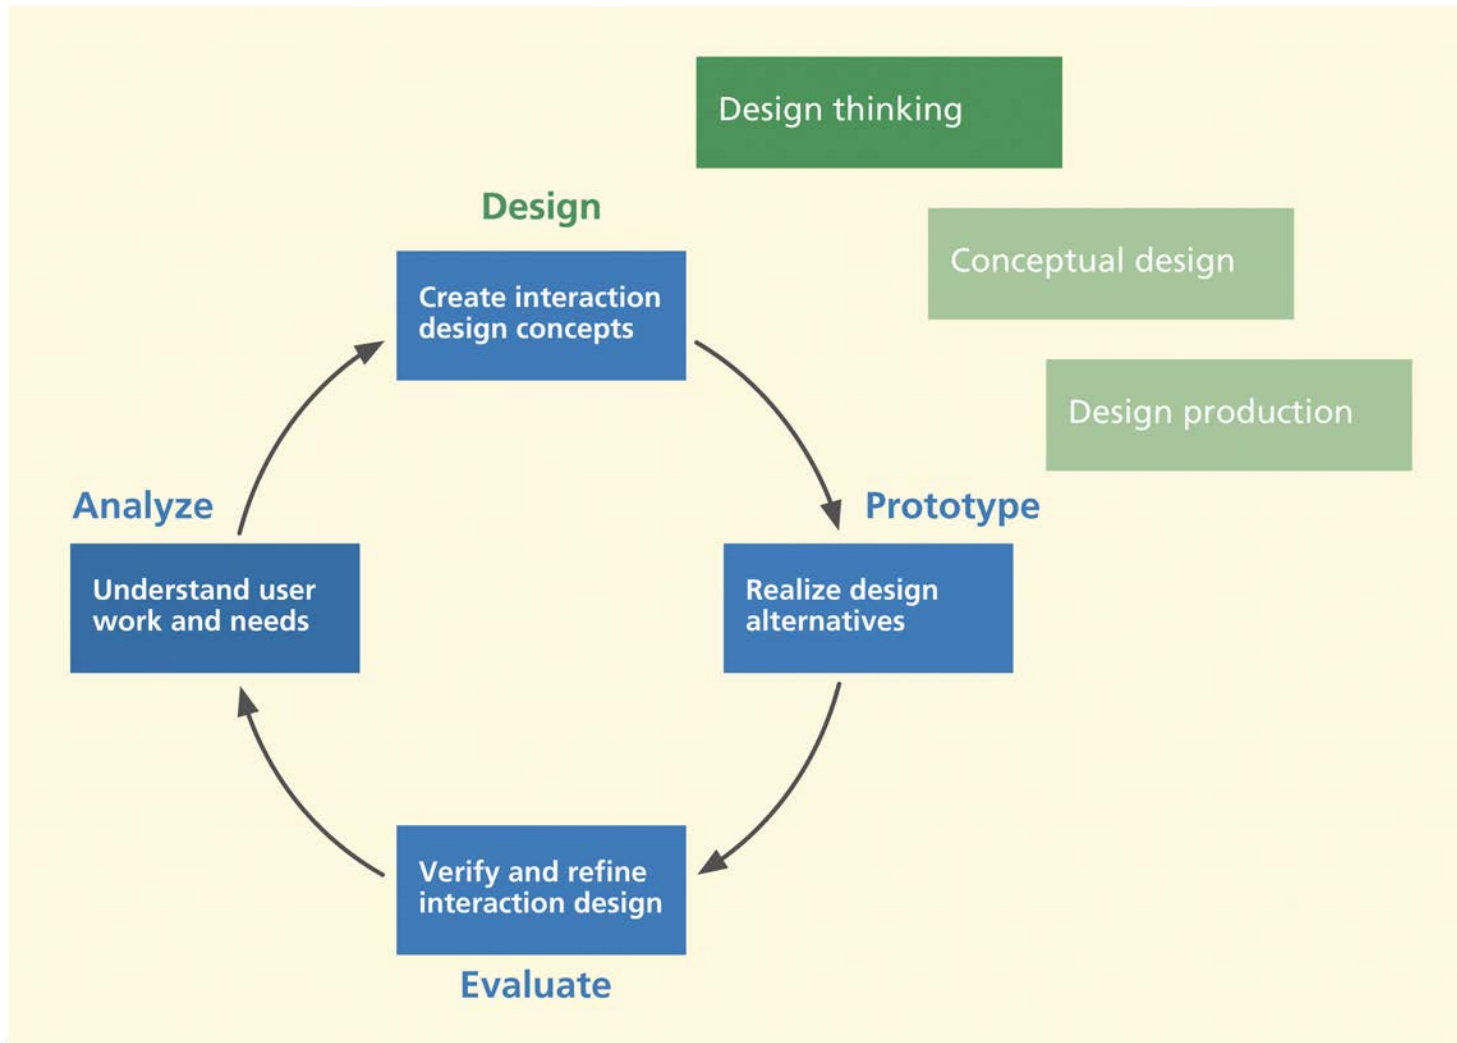 Design thinking
Design
Conceptual design
Create interaction
design concepts
Design production
Analyze
Prototype
Understand user
work and needs
Realize design
alternatives
Verify and refine
interaction design
Evaluate